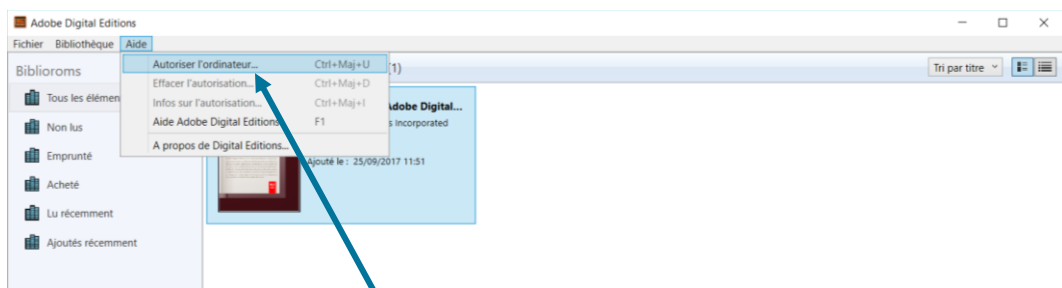 Adobe Digital Editions
Fichier Bibliothèque Aide
Autoriser l'ordinateur... Ctrl+Maj+U
Effacer l'autorisation... Ctrl+Maj+D
Infos sur l'autorisation... Ctrl+Maj+I
Aide Adobe Digital Editions F1
A propos de Digital Editions...
Biblioroms
(1)
Tri par titre
Tous les élémen
Non lus
Emprunté
Acheté
Lu récemment
Ajoutés récemment
Adobe Digital...
s Incorporated
Ajouté le : 25/09/2017 11:51